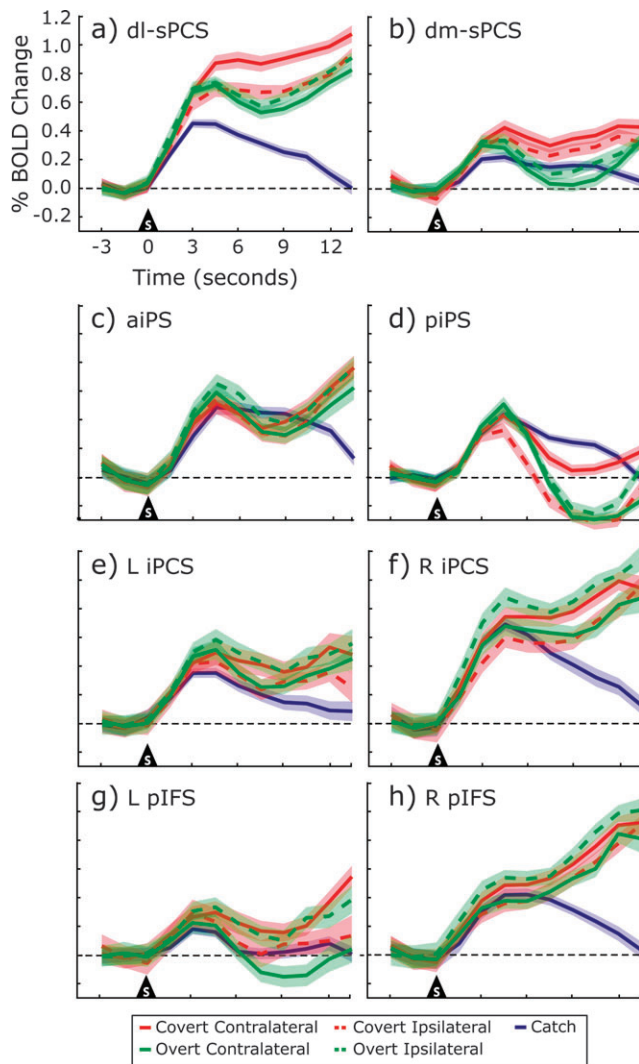 a) dl-sPCS
b) dm-sPCS
% BOLD Change
1.2
1.0
0.8
0.6
0.4
0.2
0.0
-0.2
S
S
-3 0 3 6 9 12
Time (seconds)
c) aiPS
d) piPS
S
S
e) L iPCS
f) R iPCS
S
S
g) L pIFS
h) R pIFS
S
S
Covert Contralateral Covert Ipsilateral Catch
Overt Contralateral Overt Ipsilateral